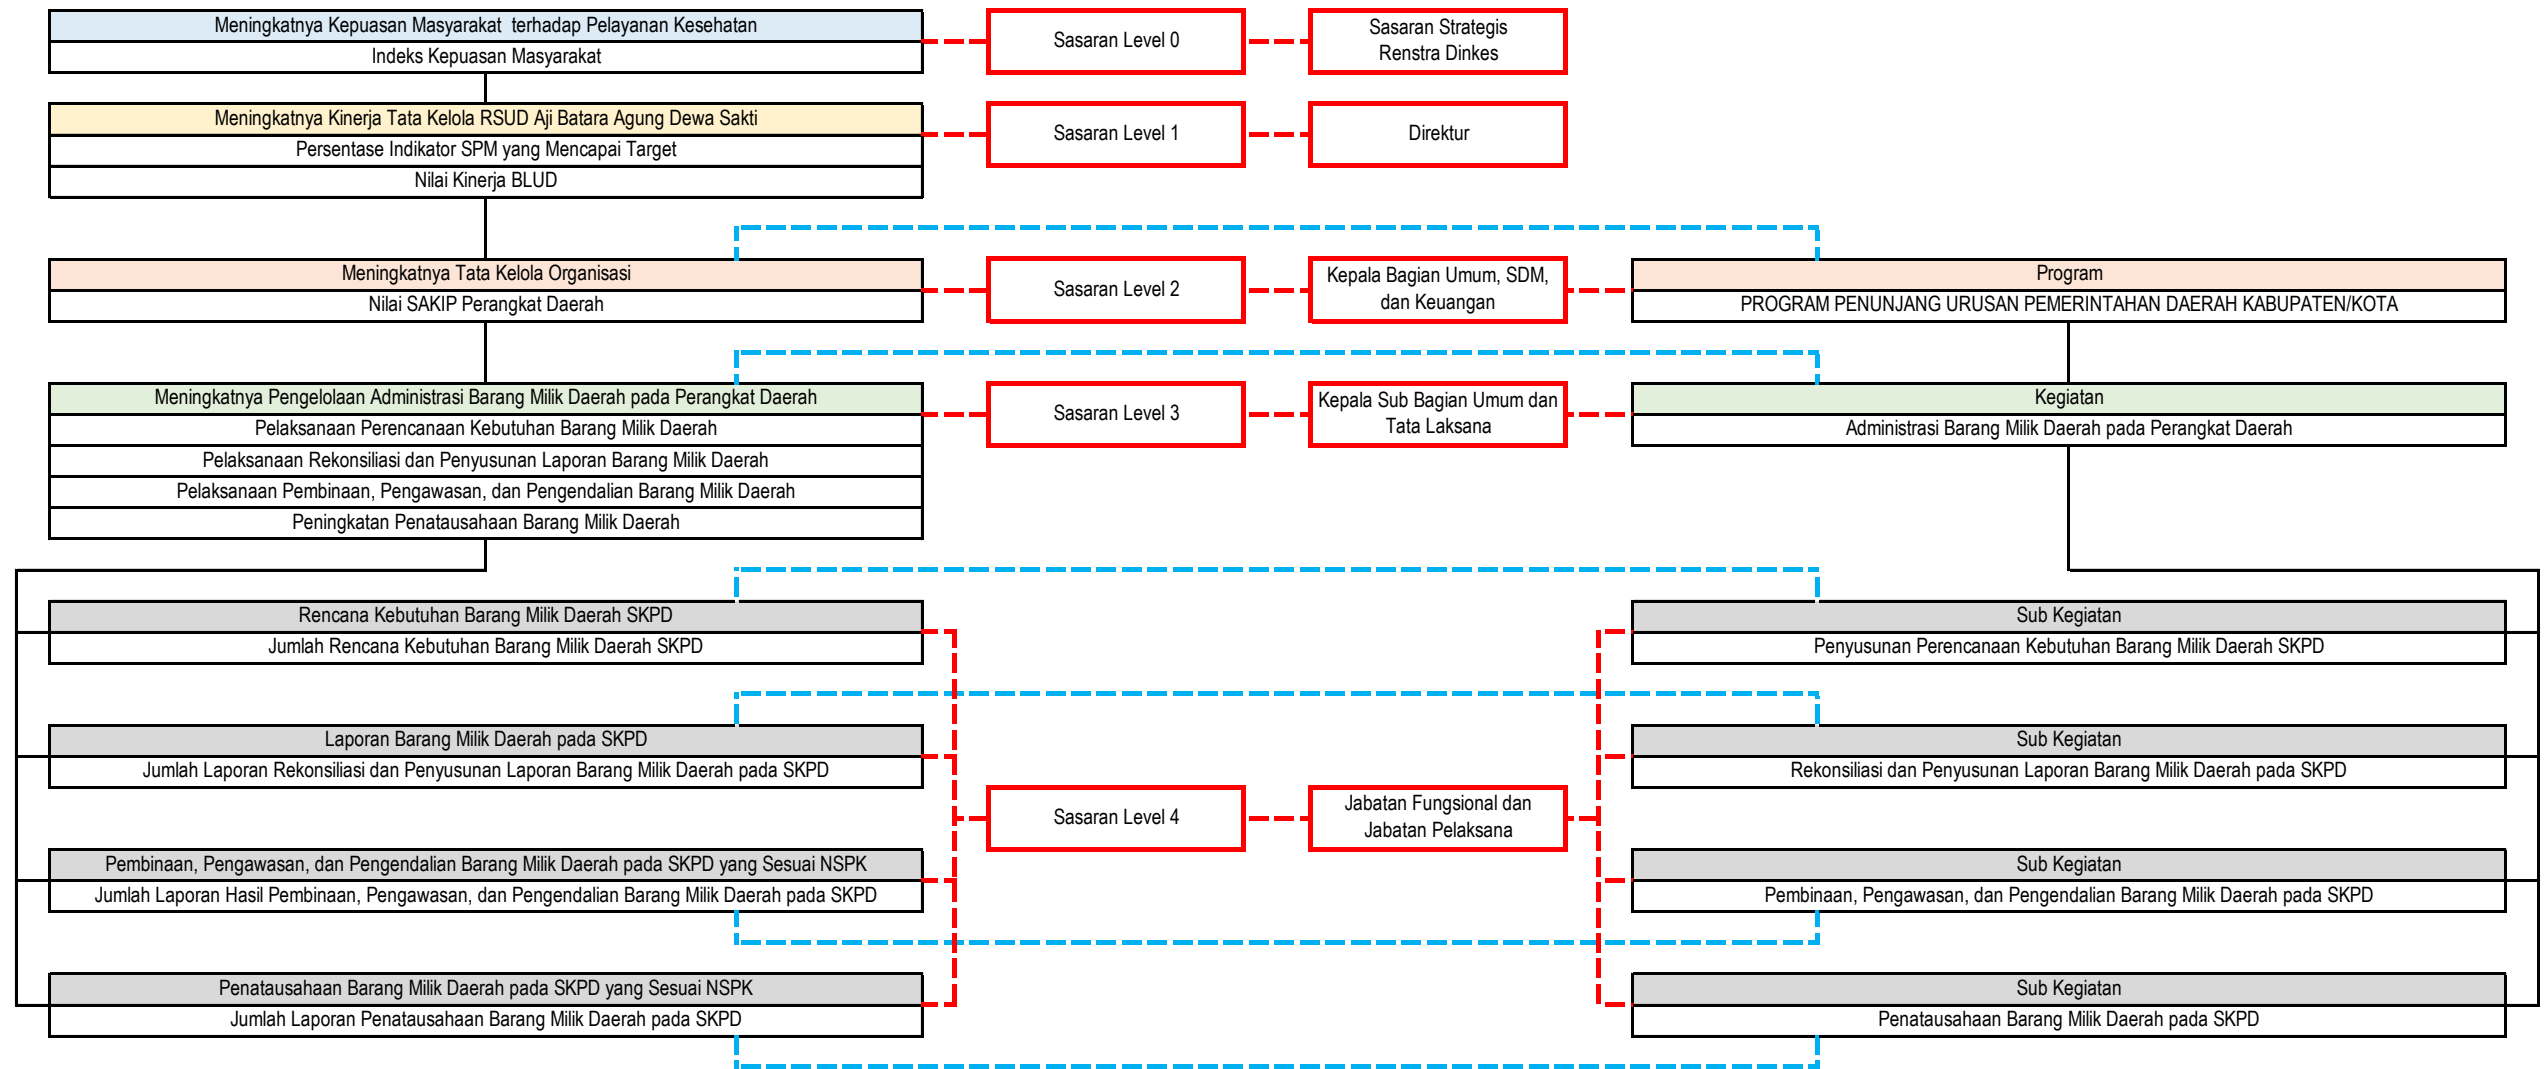 Meningkatnya Kepuasan Masyarakat terhadap Pelayanan Kesehatan
Indeks Kepuasan Masyarakat
Sasaran Level 0
Sasaran Strategis
Renstra Dinkes
Meningkatnya Kinerja Tata Kelola RSUD Aji Batara Agung Dewa Sakti
Persentase Indikator SPM yang Mencapai Target
Nilai Kinerja BLUD
Sasaran Level 1
Direktur
Meningkatnya Tata Kelola Organisasi
Nilai SAKIP Perangkat Daerah
Sasaran Level 2
Kepala Bagian Umum, SDM,
dan Keuangan
Program
PROGRAM PENUNJANG URUSAN PEMERINTAHAN DAERAH KABUPATEN/KOTA
Meningkatnya Pengelolaan Administrasi Barang Milik Daerah pada Perangkat Daerah
Pelaksanaan Perencanaan Kebutuhan Barang Milik Daerah
Pelaksanaan Rekonsiliasi dan Penyusunan Laporan Barang Milik Daerah
Pelaksanaan Pembinaan, Pengawasan, dan Pengendalian Barang Milik Daerah
Peningkatan Penatausahaan Barang Milik Daerah
Sasaran Level 3
Kepala Sub Bagian Umum dan
Tata Laksana
Kegiatan
Administrasi Barang Milik Daerah pada Perangkat Daerah
Rencana Kebutuhan Barang Milik Daerah SKPD
Jumlah Rencana Kebutuhan Barang Milik Daerah SKPD
Sub Kegiatan
Penyusunan Perencanaan Kebutuhan Barang Milik Daerah SKPD
Laporan Barang Milik Daerah pada SKPD
Jumlah Laporan Rekonsiliasi dan Penyusunan Laporan Barang Milik Daerah pada SKPD
Sub Kegiatan
Rekonsiliasi dan Penyusunan Laporan Barang Milik Daerah pada SKPD
Sasaran Level 4
Jabatan Fungsional dan
Jabatan Pelaksana
Pembinaan, Pengawasan, dan Pengendalian Barang Milik Daerah pada SKPD yang Sesuai NSPK
Jumlah Laporan Hasil Pembinaan, Pengawasan, dan Pengendalian Barang Milik Daerah pada SKPD
Sub Kegiatan
Pembinaan, Pengawasan, dan Pengendalian Barang Milik Daerah pada SKPD
Penatausahaan Barang Milik Daerah pada SKPD yang Sesuai NSPK
Jumlah Laporan Penatausahaan Barang Milik Daerah pada SKPD
Sub Kegiatan
Penatausahaan Barang Milik Daerah pada SKPD